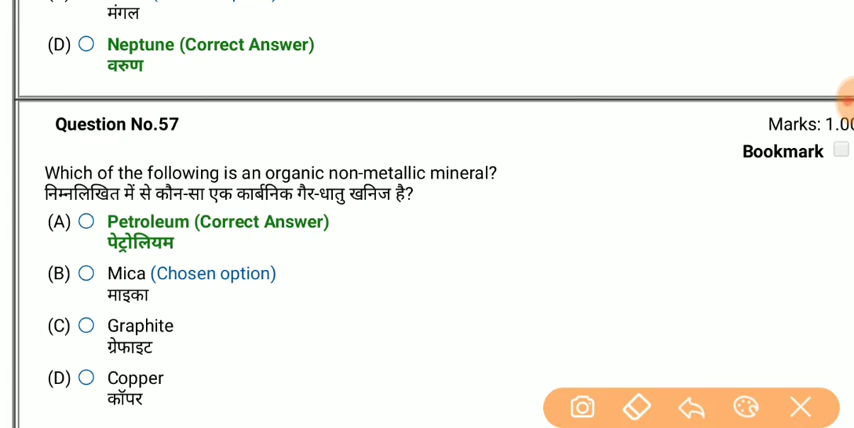 मंगल
(D) Neptune (Correct Answer)
वरुण
Question No.57
Marks: 1.00
Bookmark
Which of the following is an organic non-metallic mineral?
निम्नलिखित में से कौन-सा एक कार्बनिक गैर-धातु खनिज है?
(A) Petroleum (Correct Answer)
पेट्रोलियम
(B) Mica (Chosen option)
माइका
(C) Graphite
ग्रेफाइट
(D) Copper
कॉपर